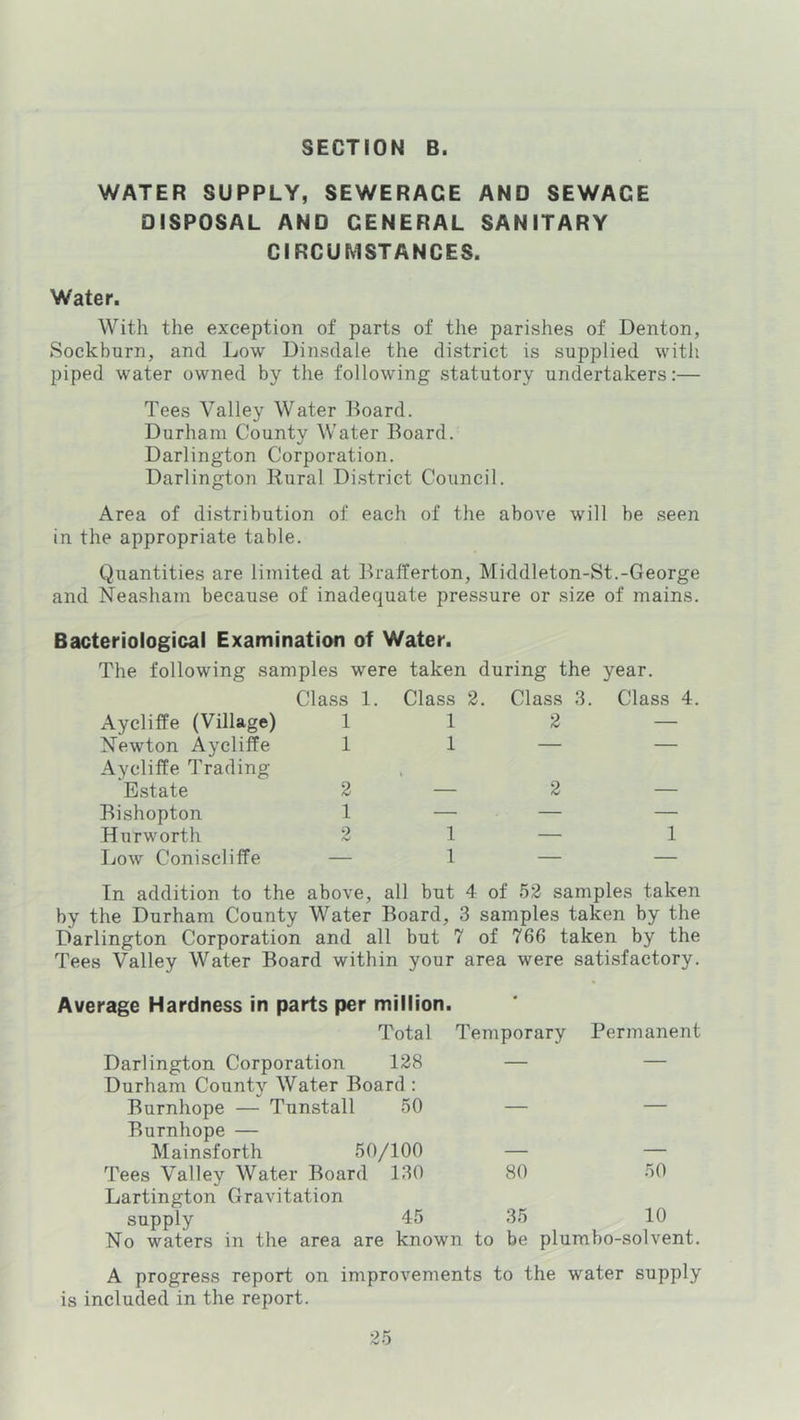 SECTION B.
WATER SUPPLY, SEWERAGE AND SEWAGE
DISPOSAL AND GENERAL SANITARY
CIRCUMSTANCES.
Water.
With the exception of parts of the parishes of Denton,
Sockburn, and Low Dinsdale the district is supplied with
piped water owned by the following statutory undertakers:—
Tees Valley Water Board.
Durham County Water Board.
Darlington Corporation.
Darlington Rural District Council.
Area of distribution of each of the above will be seen
in the appropriate table.
Quantities are limited at Brafferton, Middleton-St.-George
and Neasham because of inadequate pressure or size of mains.
Bacteriological Examination of Water.
The following samples were taken during the year.
Class 1. Class 2. Class 3. Class 4.
Aycliffe (Village) 1 1 2 —
Newton Aycliffe 1 1 — —
Aycliffe Trading
Estate 2 — 2 —
Bishopton 1 — — —
Hurworth 2 1 — 1
Low Coniscliffe — 1 — —
In addition to the above, all but 4 of 52 samples taken
by the Durham County Water Board, 3 samples taken by the
Darlington Corporation and all but 7 of 766 taken by the
Tees Valley Water Board within your area were satisfactory.
Average Hardness in parts per million.
Total Temporary Permanent
Darlington Corporation 128 — —
Durham County Water Board :
Burnhope — Tunstall 50 — —
Burnhope —
Mainsforth 50/100 — —
Tees Valley Water Board 130 80 50
Lartington Gravitation
supply 45 35 10
No waters in the area are known to be plumbo-solvent.
A progress report on improvements to the water supply
is included in the report.
25